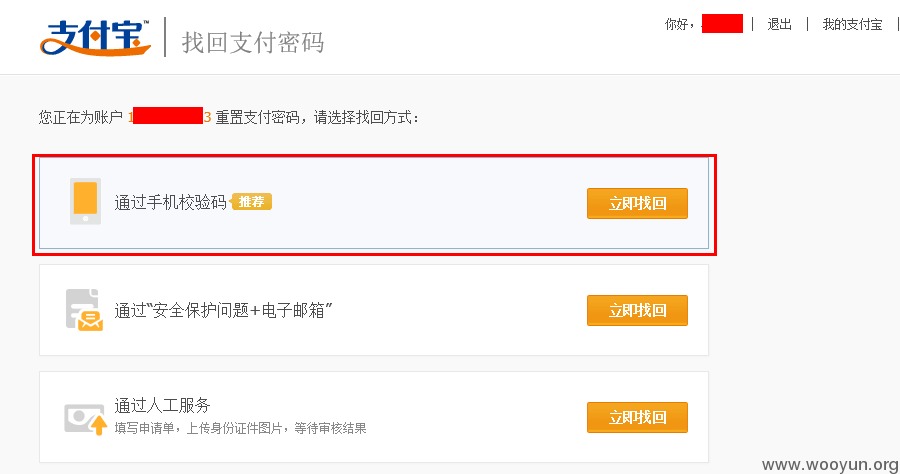 支付宝™ 找回支付密码
你好, 退出 我的支付宝
您正在为账户 1 3 重置支付密码，请选择找回方式：
通过手机校验码 推荐 立即找回
通过“安全保护问题+电子邮箱” 立即找回
通过人工服务 立即找回
填写申请单，上传身份证件图片，等待审核结果
www.wooyun.org